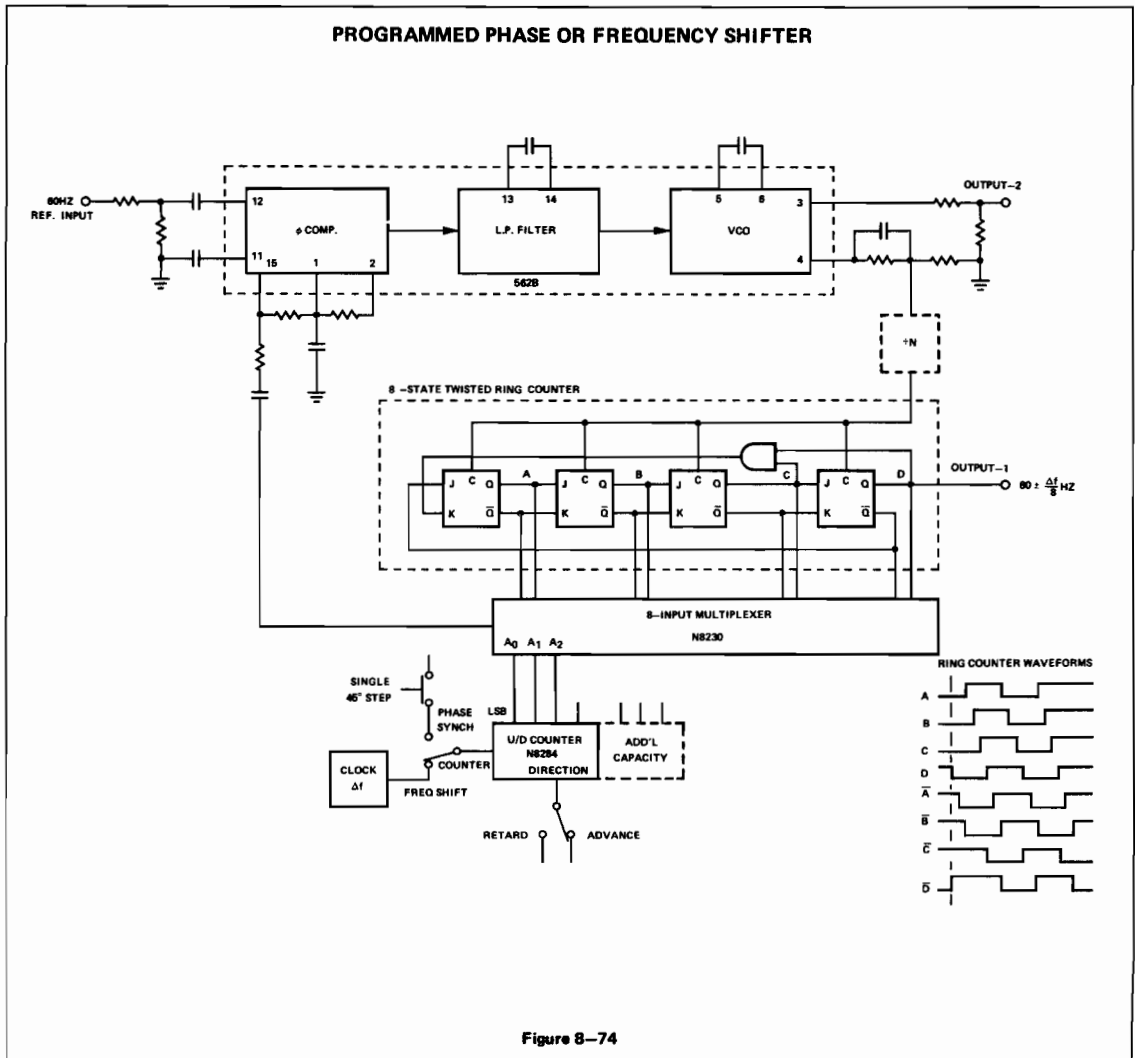 PROGRAMMED PHASE OR FREQUENCY SHIFTER
60HZ
REF. INPUT
12
11
15
1
2
φ COMP.
13
14
L.P. FILTER
562B
5
6
VCO
3
4
OUTPUT-2
÷N
8-STATE TWISTED RING COUNTER
J C Q
K Q̅
A
J C Q
K Q̅
B
J C Q
K Q̅
C
J C Q
K Q̅
D
OUTPUT-1
60 ± Δf/8 HZ
8-INPUT MULTIPLEXER
N8230
A0 A1 A2
SINGLE
45° STEP
PHASE
SYNCH
LSB
COUNTER
CLOCK
Δf
FREQ SHIFT
U/D COUNTER
N8284
DIRECTION
ADD'L
CAPACITY
RETARD
ADVANCE
RING COUNTER WAVEFORMS
A
B
C
D
A̅
B̅
C̅
D̅
Figure 8-74